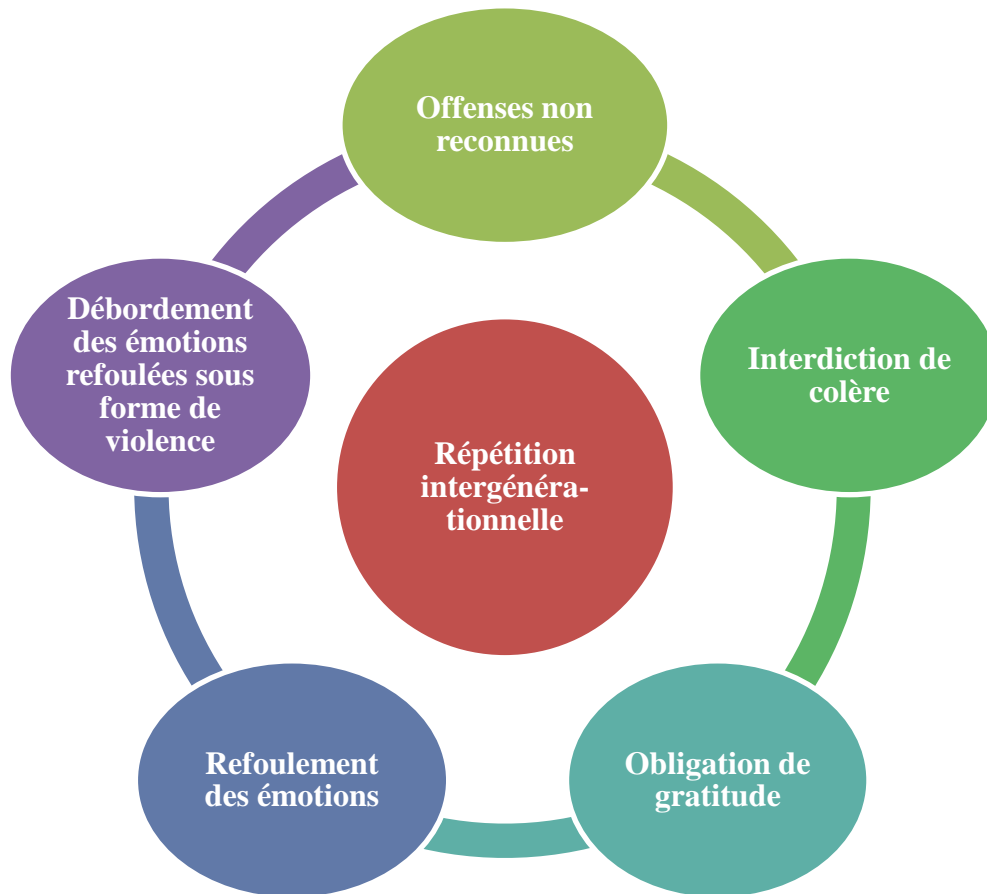 Offenses non
reconnues
Interdiction de
colère
Obligation de
gratitude
Refoulement
des émotions
Débordement
des émotions
refoulées sous
forme de
violence
Répétition
intergénéra-
tionnelle